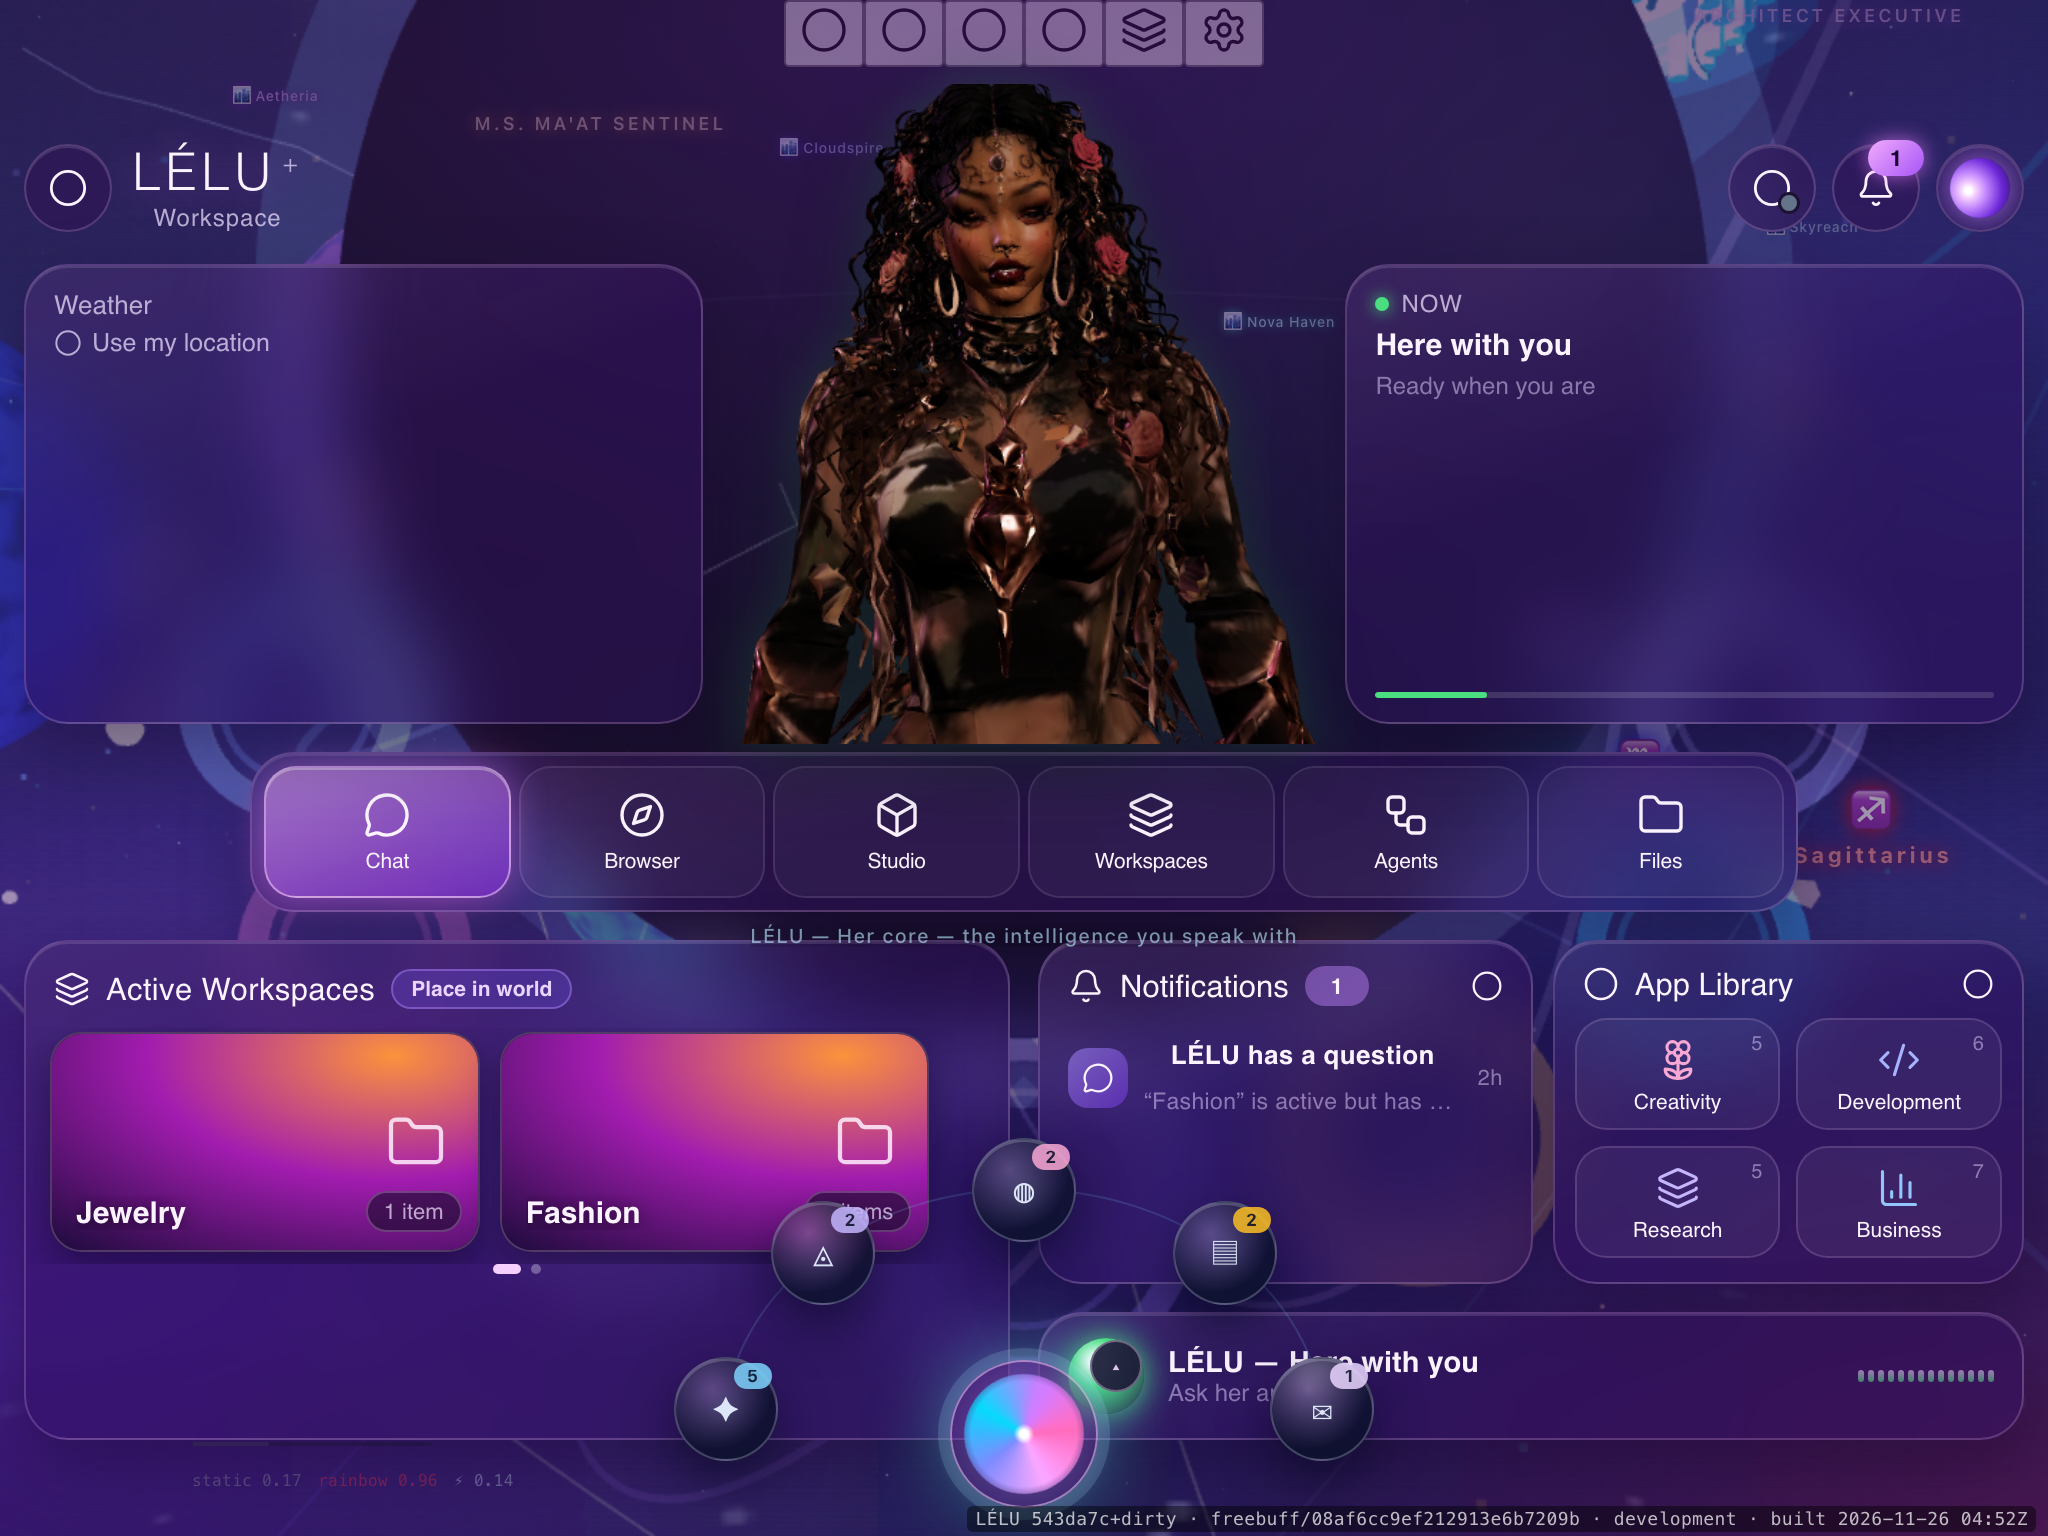 ARCHITECT EXECUTIVE
Aetheria
M.S. MA'AT SENTINEL
Cloudspire
LÉLU +
Workspace
1
Skyreach
Weather
Use my location
Nova Haven
NOW
Here with you
Ready when you are
Chat
Browser
Studio
Workspaces
Agents
Files
Sagittarius
LÉLU — Her core — the intelligence you speak with
Active Workspaces
Place in world
Notifications
1
App Library
LÉLU has a question
“Fashion” is active but has …
2h
Creativity
5
Development
6
Research
5
Business
7
Jewelry
1 item
Fashion
2
2
2
5
1
LÉLU — Here with you
Ask her
static 0.17 rainbow 0.96 ⚡ 0.14
LÉLU 543da7c+dirty · freebuff/08af6cc9ef212913e6b7209b · development · built 2026-11-26 04:52Z